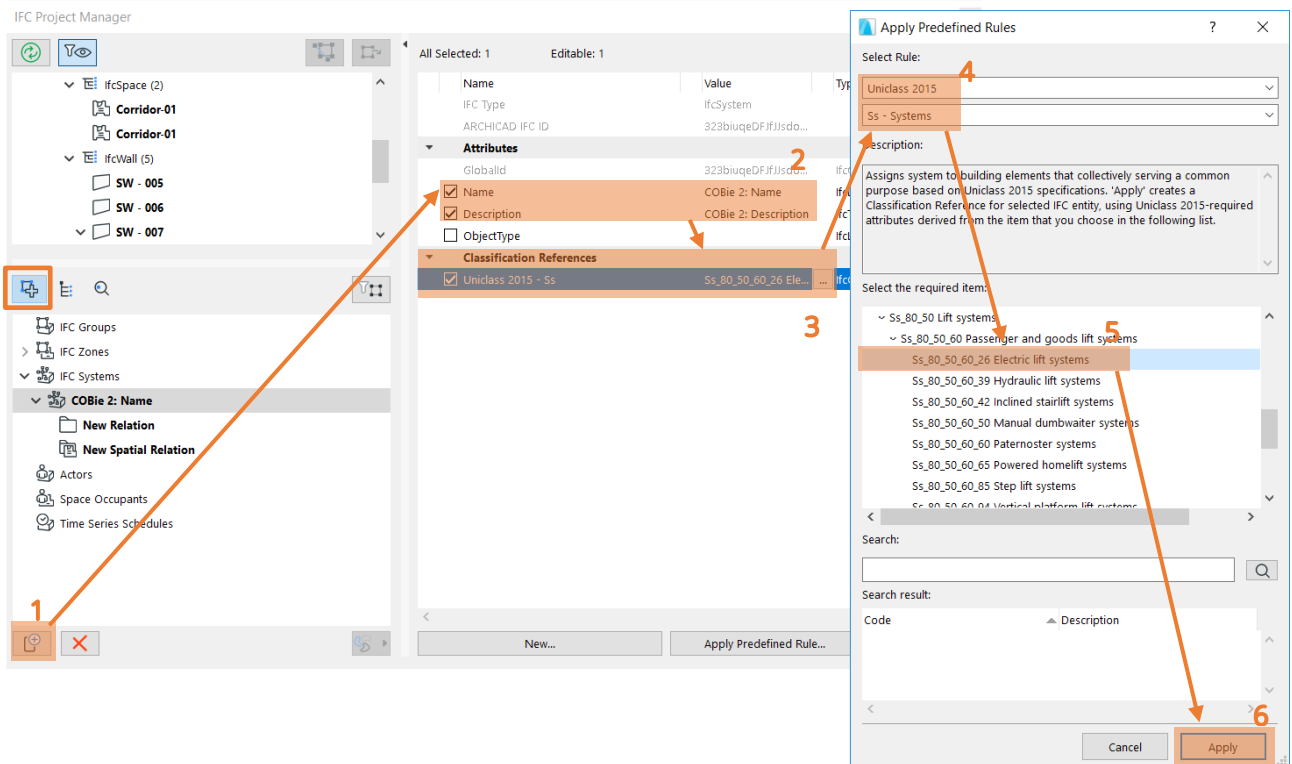 IFC Project Manager
IfcSpace (2)
Corridor-01
Corridor-01
IfcWall (5)
SW - 005
SW - 006
SW - 007
IFC Groups
IFC Zones
IFC Systems
COBie 2: Name
New Relation
New Spatial Relation
Actors
Space Occupants
Time Series Schedules
1
All Selected: 1 Editable: 1
Name Value Typ
IFC Type IfcSystem
ARCHICAD IFC ID 323biuqeDFJfJJsdo...
Attributes
2
GlobalId
Name COBie 2: Name
Description COBie 2: Description
ObjectType
Classification References
Uniclass 2015 - Ss Ss_80_50_60_26 Ele... ...
3
New... Apply Predefined Rule...
Apply Predefined Rules ?
Select Rule:
4
Uniclass 2015
Ss - Systems
Description:
Assigns system to building elements that collectively serving a common
purpose based on Uniclass 2015 specifications. 'Apply' creates a
Classification Reference for selected IFC entity, using Uniclass 2015-required
attributes derived from the item that you choose in the following list.
Select the required item:
Ss_80_50 Lift systems
5
Ss_80_50_60 Passenger and goods lift systems
Ss_80_50_60_26 Electric lift systems
Ss_80_50_60_39 Hydraulic lift systems
Ss_80_50_60_42 Inclined stairlift systems
Ss_80_50_60_50 Manual dumbwaiter systems
Ss_80_50_60_60 Paternoster systems
Ss_80_50_60_65 Powered homelift systems
Ss_80_50_60_85 Step lift systems
Ss_80_50_60_94 Vertical platform lift systems
Search:
Search result:
Code Description
6
Cancel Apply